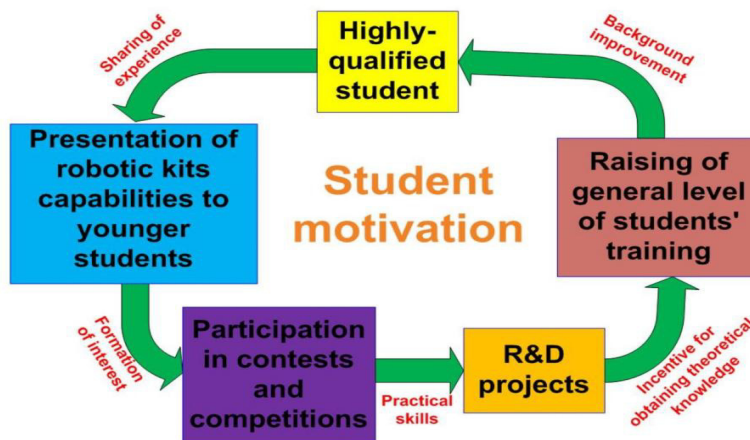 Highly-
qualified
student
Sharing of
experience
Presentation of
robotic kits
capabilities to
younger
students
Formation
of interest
Participation
in contests
and
competitions
Practical
skills
R&D
projects
Incentive for
obtaining theoretical
knowledge
Raising of
general level
of students'
training
Background
improvement
Student
motivation